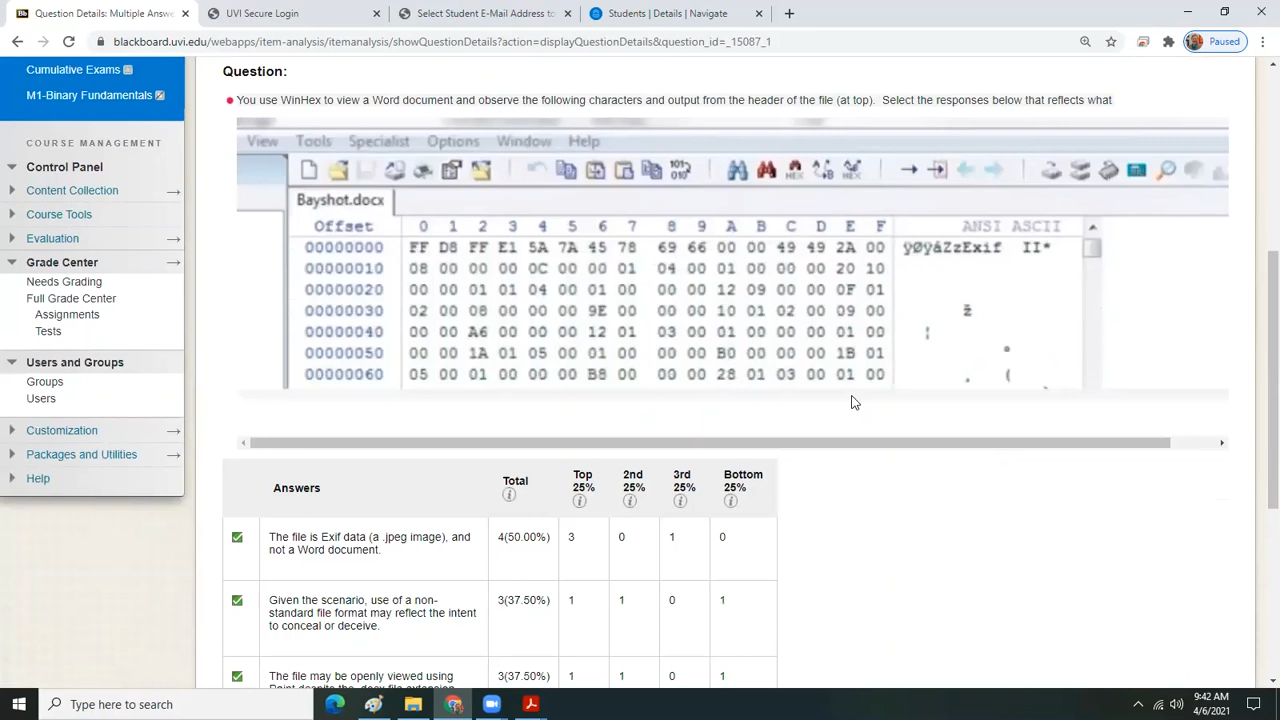 Question Details: Multiple Answe
UVI Secure Login
Select Student E-Mail Address to
Students | Details | Navigate
blackboard.uvi.edu/webapps/item-analysis/itemanalysis/showQuestionDetails?action=displayQuestionDetails&question_id=_15087_1
Paused
Cumulative Exams
M1-Binary Fundamentals
COURSE MANAGEMENT
Control Panel
Content Collection
Course Tools
Evaluation
Grade Center
Needs Grading
Full Grade Center
Assignments
Tests
Users and Groups
Groups
Users
Customization
Packages and Utilities
Help
Question:
You use WinHex to view a Word document and observe the following characters and output from the header of the file (at top). Select the responses below that reflects what
View Tools Specialist Options Window Help
Bayshot.docx
Offset 0 1 2 3 4 5 6 7 8 9 A B C D E F ANSI ASCII
00000000 FF D8 FF E1 5A 7A 45 78 69 66 00 00 49 49 2A 00 ÿØÿáZzExif II*
00000010 08 00 00 00 0C 00 00 01 04 00 01 00 00 00 20 10
00000020 00 00 01 01 04 00 01 00 00 00 12 09 00 00 0F 01
00000030 02 00 08 00 00 00 9E 00 00 00 10 01 02 00 09 00 ž
00000040 00 00 A6 00 00 00 12 01 03 00 01 00 00 00 01 00 ¦
00000050 00 00 1A 01 05 00 01 00 00 00 B0 00 00 00 1B 01 °
00000060 05 00 01 00 00 00 B8 00 00 00 28 01 03 00 01 00 ¸ (
Answers Total Top 25% 2nd 25% 3rd 25% Bottom 25%
The file is Exif data (a .jpeg image), and 4(50.00%) 3 0 1 0
not a Word document.
Given the scenario, use of a non- 3(37.50%) 1 1 0 1
standard file format may reflect the intent
to conceal or deceive.
The file may be openly viewed using 3(37.50%) 1 1 0 1
Type here to search
9:42 AM
4/6/2021